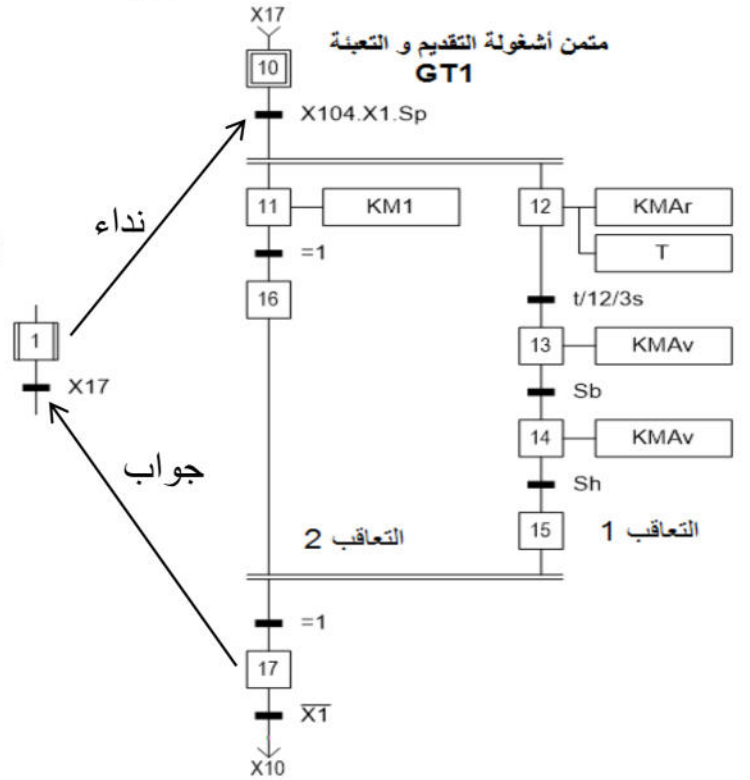 X17
متمن أشغولة التقديم و التعبئة
GT1
10
X104.X1.Sp
نداء
11
KM1
12
KMAr
T
=1
16
t/12/3s
1
13
KMAv
X17
Sb
14
KMAv
جواب
Sh
15
التعاقب 1
التعاقب 2
=1
17
X̅1̅
X10